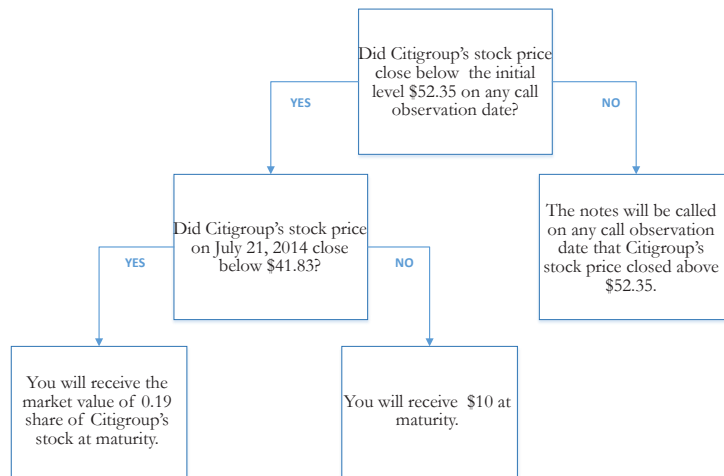 Did Citigroup's stock price
close below the initial
level $52.35 on any call
observation date?
YES
NO
Did Citigroup's stock price
on July 21, 2014 close
below $41.83?
The notes will be called
on any call observation
date that Citigroup's
stock price closed above
$52.35.
YES
NO
You will receive the
market value of 0.19
share of Citigroup's
stock at maturity.
You will receive $10 at
maturity.